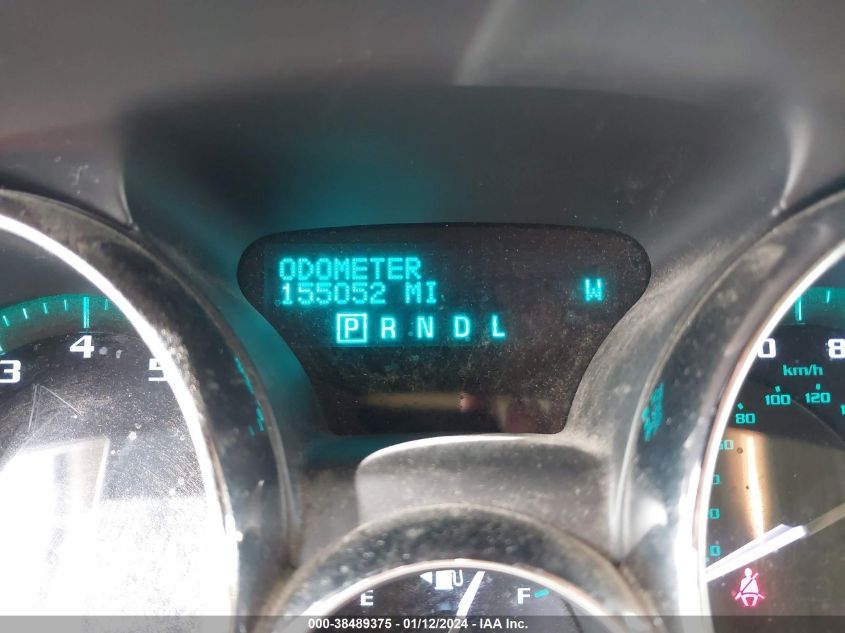 ODOMETER
155052 MI W
P R N D L
3 4 5
0 8
km/h
80 100 120
E F
000-38489375 - 01/12/2024 - IAA Inc.